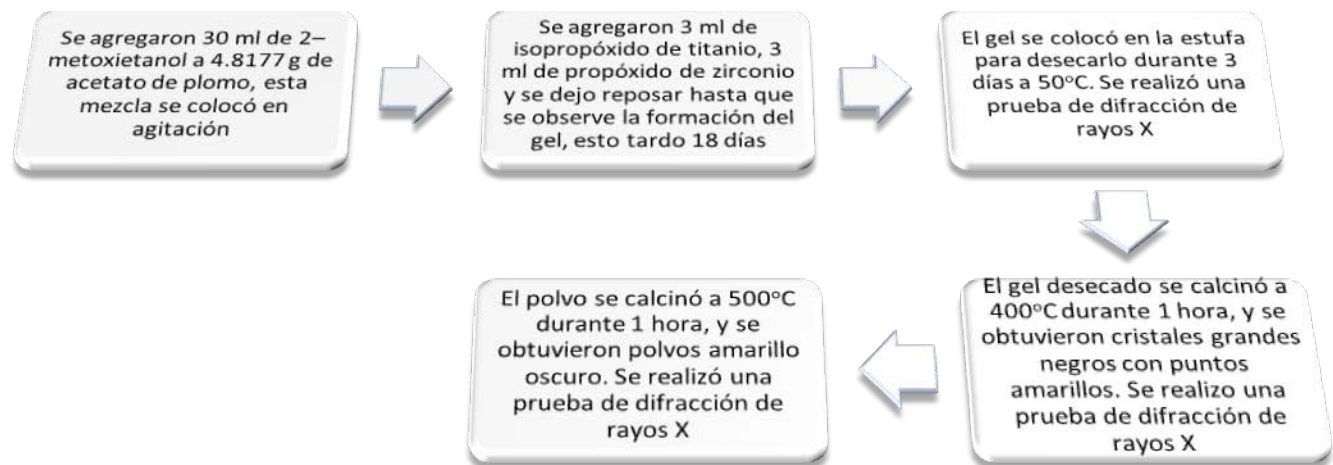 Se agregaron 30 ml de 2–
metoxietanol a 4.8177 g de
acetato de plomo, esta
mezcla se colocó en
agitación
Se agregaron 3 ml de
isopropóxido de titanio, 3
ml de propóxido de zirconio
y se dejo reposar hasta que
se observe la formación del
gel, esto tardo 18 días
El gel se colocó en la estufa
para desecarlo durante 3
días a 50°C. Se realizó una
prueba de difracción de
rayos X
El gel desecado se calcinó a
400°C durante 1 hora, y se
obtuvieron cristales grandes
negros con puntos
amarillos. Se realizo una
prueba de difracción de
rayos X
El polvo se calcinó a 500°C
durante 1 hora, y se
obtuvieron polvos amarillo
oscuro. Se realizó una
prueba de difracción de
rayos X